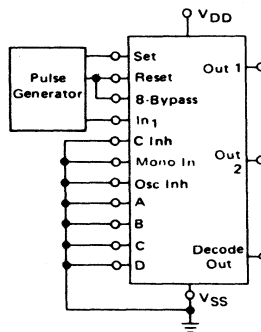 VDD
Set
Reset
8-Bypass
In1
C Inh
Mono In
Osc Inh
A
B
C
D
Pulse
Generator
Out 1
Out
2
Decode
Out
VSS